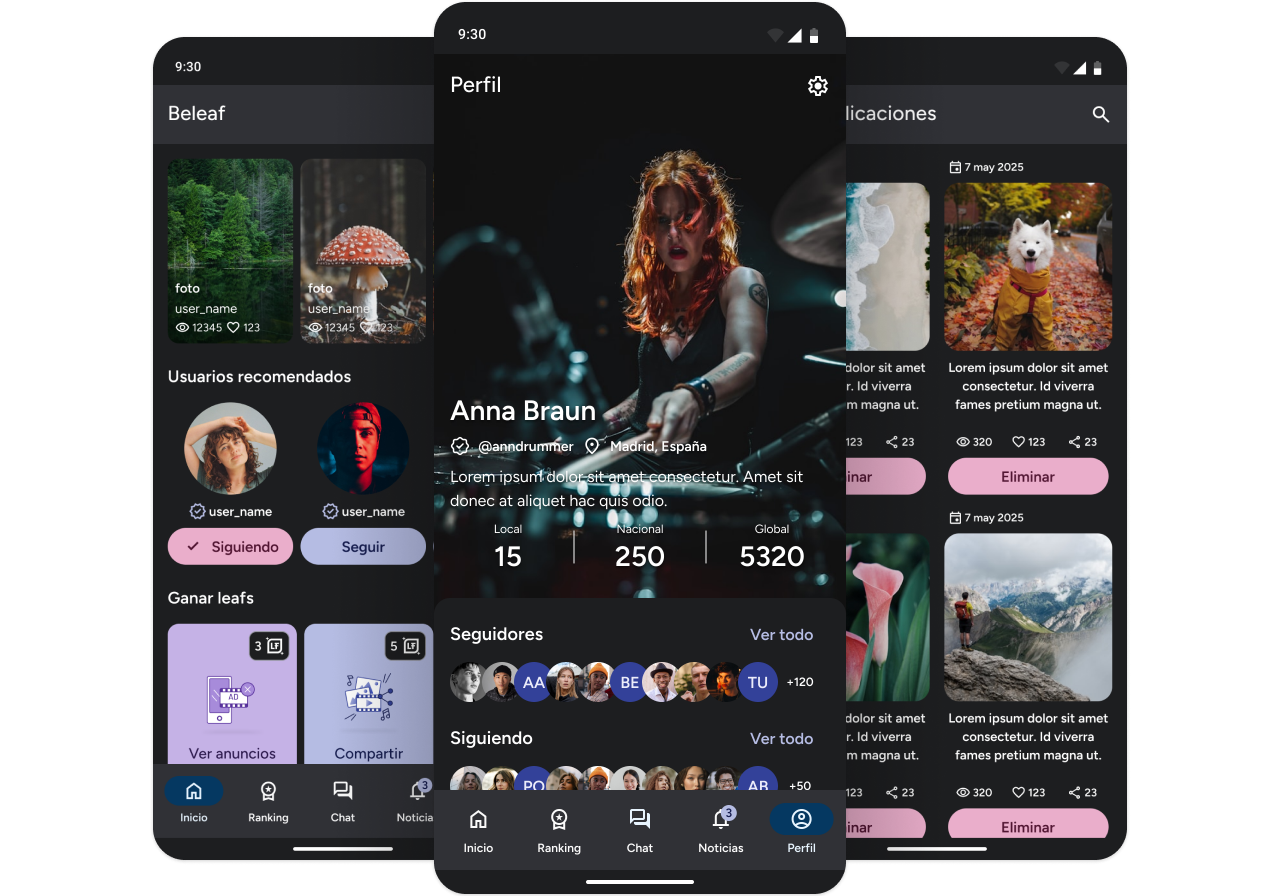 9:30
Beleaf
foto
user_name
12345 123
foto
user_name
12345 123
Usuarios recomendados
user_name
Siguiendo
user_name
Seguir
Ganar leafs
3 LF
AD
Ver anuncios
5 LF
Compartir
Inicio
Ranking
Chat
3
Noticia
9:30
Perfil
Anna Braun
@anndrummer Madrid, España
Lorem ipsum dolor sit amet consectetur. Amet sit
donec at aliquet hac quis odio.
Local
15
Nacional
250
Global
5320
Seguidores
Ver todo
AA
BE
TU
+120
Siguiendo
Ver todo
PO
AB
+50
Inicio
Ranking
Chat
3
Noticias
Perfil
licaciones
dolor sit amet
r. Id viverra
m magna ut.
123 23
inar
7 may 2025
Lorem ipsum dolor sit amet
consectetur. Id viverra
fames pretium magna ut.
320 123 23
Eliminar
dolor sit amet
r. Id viverra
m magna ut.
123 23
inar
7 may 2025
Lorem ipsum dolor sit amet
consectetur. Id viverra
fames pretium magna ut.
320 123 23
Eliminar